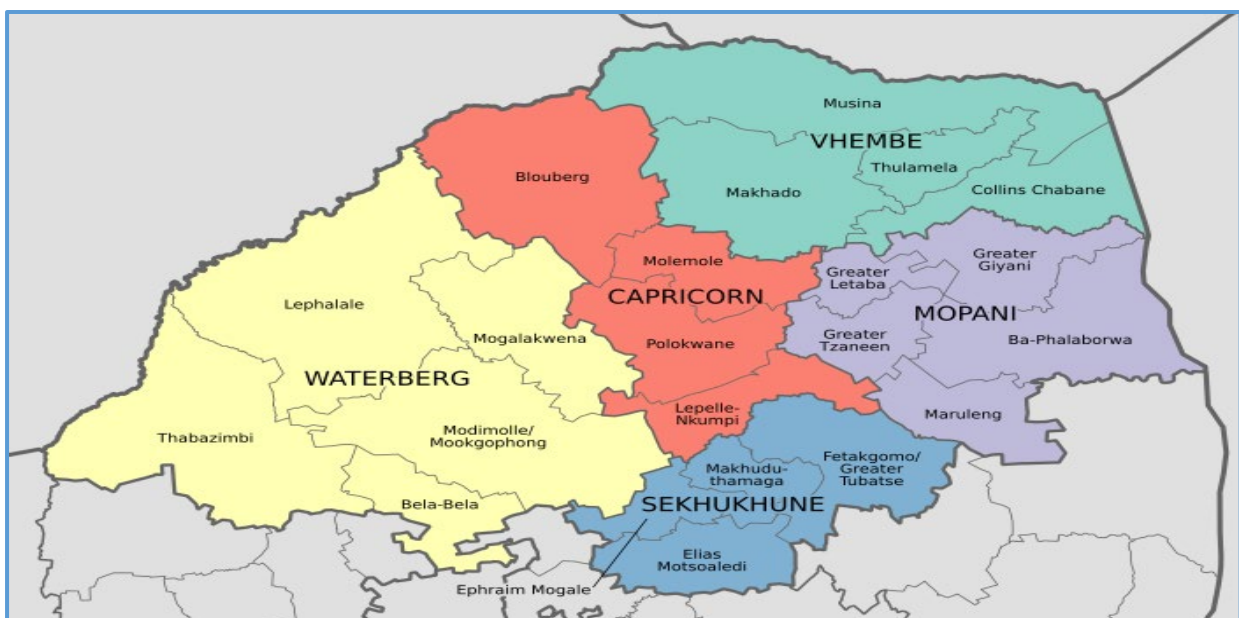 Musina
VHEMBE
Thulamela
Blouberg
Makhado
Collins Chabane
Molemole
Greater
Letaba
Greater
Giyani
Lephalale
CAPRICORN
MOPANI
Mogalakwena
Polokwane
Greater
Tzaneen
Ba-Phalaborwa
WATERBERG
Lepelle-
Nkumpi
Maruleng
Thabazimbi
Modimolle/
Mookgophong
Makhudu-
thamaga
Fetakgomo/
Greater
Tubatse
Bela-Bela
SEKHUKHUNE
Elias
Motsoaledi
Ephraim Mogale